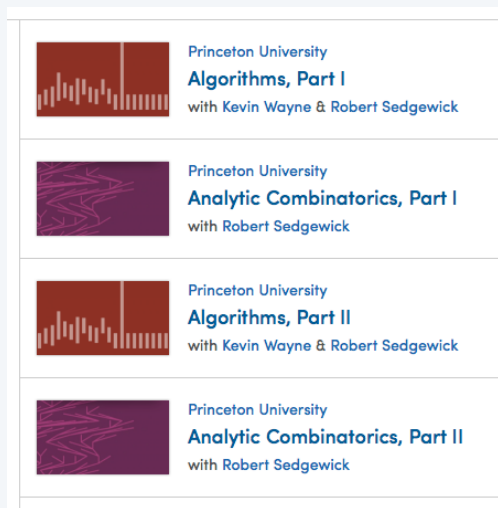 Princeton University
Algorithms, Part I
with Kevin Wayne & Robert Sedgewick
Princeton University
Analytic Combinatorics, Part I
with Robert Sedgewick
Princeton University
Algorithms, Part II
with Kevin Wayne & Robert Sedgewick
Princeton University
Analytic Combinatorics, Part II
with Robert Sedgewick